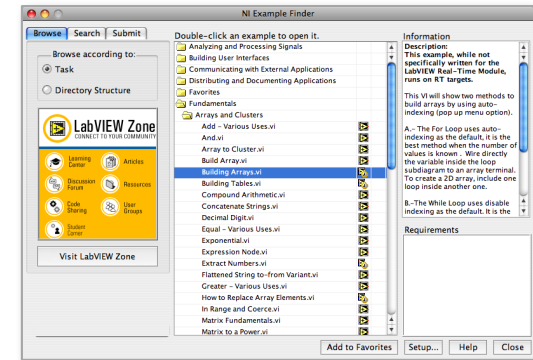 NI Example Finder
Browse
Search
Submit
Browse according to:
Task
Directory Structure
LabVIEW Zone
CONNECT TO YOUR COMMUNITY
Learning Center
Articles
Discussion Forum
Resources
Code Sharing
User Groups
Student Corner
Visit LabVIEW Zone
Double-click an example to open it.
Analyzing and Processing Signals
Building User Interfaces
Communicating with External Applications
Distributing and Documenting Applications
Favorites
Fundamentals
Arrays and Clusters
Add - Various Uses.vi
And.vi
Array to Cluster.vi
Build Array.vi
Building Arrays.vi
Building Tables.vi
Compound Arithmetic.vi
Concatenate Strings.vi
Decimal Digit.vi
Equal - Various Uses.vi
Exponential.vi
Expression Node.vi
Extract Numbers.vi
Flattened String to-from Variant.vi
Greater - Various Uses.vi
How to Replace Array Elements.vi
In Range and Coerce.vi
Matrix Fundamentals.vi
Matrix to a Power.vi
Information
Description:
This example, while not
specifically written for the
LabVIEW Real-Time Module,
runs on RT targets.
This VI will show two methods to
build arrays by using auto-
indexing (pop up menu option).
A.- The For Loop uses auto-
indexing as the default, it is the
best method when the number of
values is known . Wire directly
the variable inside the loop
subdiagram to an array terminal.
To create a 2D array, include one
loop inside another one.
B.-The While Loop uses disable
indexing as the default. It is the
Requirements
Add to Favorites
Setup...
Help
Close